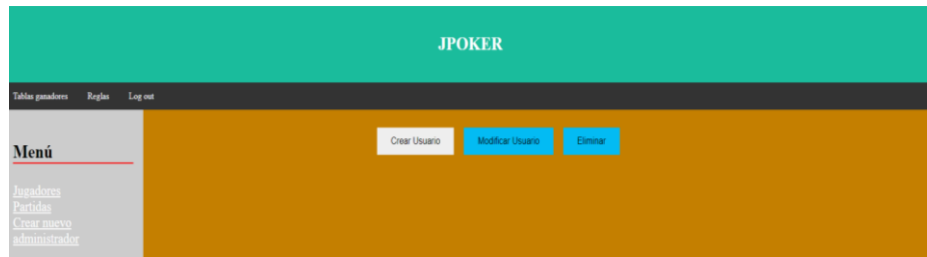 JPOKER
Tablas ganadores Reglas Log out
Crear Usuario Modificar Usuario Eliminar
Menú
Jugadores
Partidas
Crear nuevo
administrador